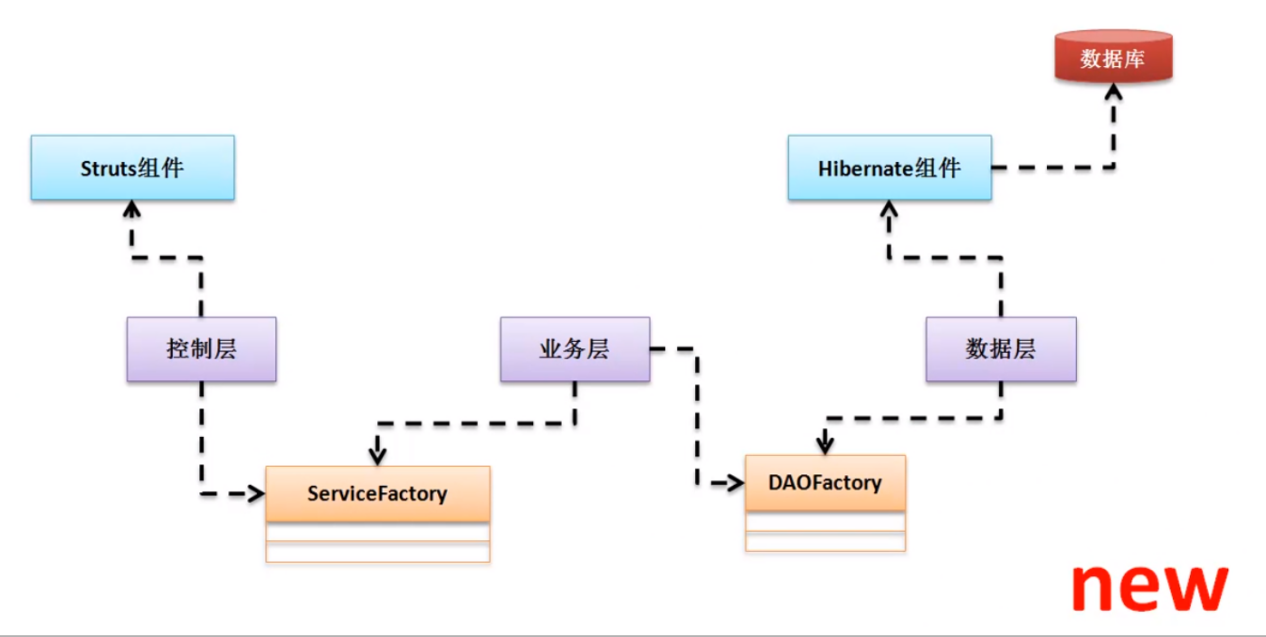 数据库
Struts组件
Hibernate组件
控制层
业务层
数据层
ServiceFactory
DAOFactory
new